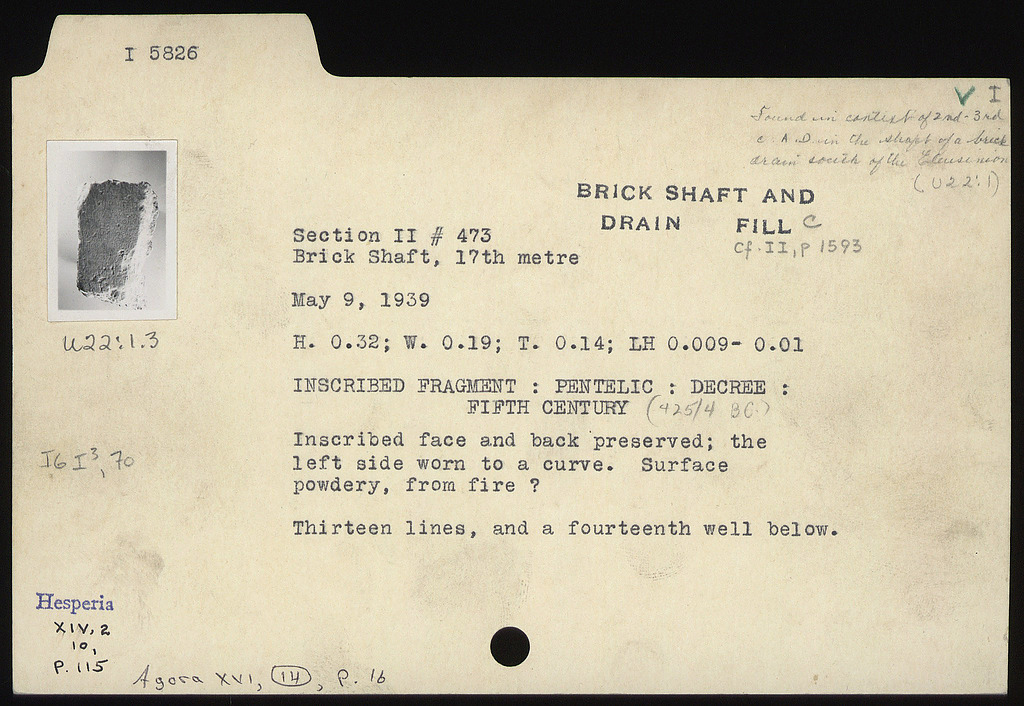 I 5826
V I
Found in context of 2nd-3rd
c. A.D. in the shaft of a brick
drain south of the Eleusinion
(U22:1)
BRICK SHAFT AND
DRAIN FILL C
Cf. II, p 1593
Section II # 473
Brick Shaft, 17th metre
May 9, 1939
U22:1.3
H. 0.32; W. 0.19; T. 0.14; LH 0.009- 0.01
INSCRIBED FRAGMENT : PENTELIC : DECREE :
FIFTH CENTURY (425/4 BC.)
Inscribed face and back preserved; the
left side worn to a curve. Surface
powdery, from fire ?
IG I³, 70
Thirteen lines, and a fourteenth well below.
Hesperia
XIV, 2
10,
P. 115
Agora XVI, 14, P. 16